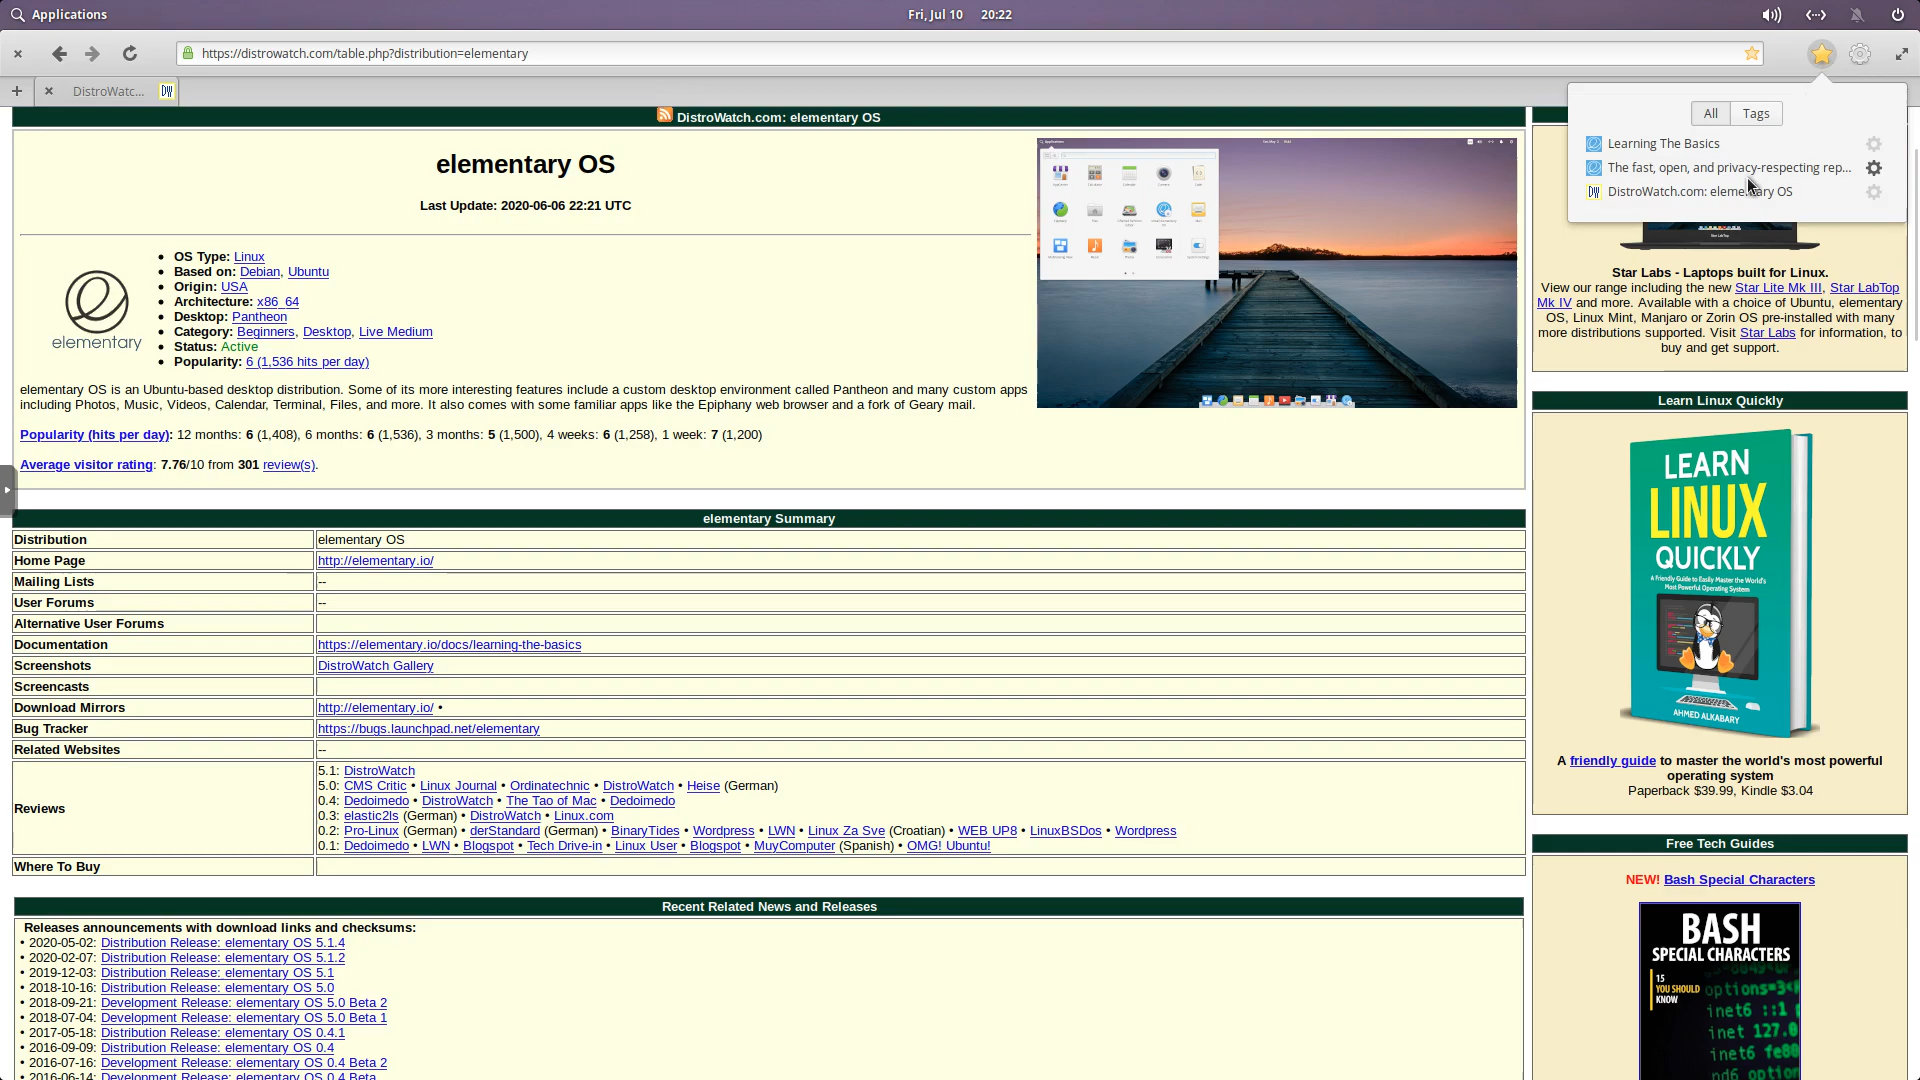 Applications
Fri, Jul 10 20:22
https://distrowatch.com/table.php?distribution=elementary
DistroWatc... DW
All Tags
Learning The Basics
The fast, open, and privacy-respecting rep...
DW DistroWatch.com: elementary OS
DistroWatch.com: elementary OS
elementary OS
Last Update: 2020-06-06 22:21 UTC
elementary
• OS Type: Linux
• Based on: Debian, Ubuntu
• Origin: USA
• Architecture: x86_64
• Desktop: Pantheon
• Category: Beginners, Desktop, Live Medium
• Status: Active
• Popularity: 6 (1,536 hits per day)
elementary OS is an Ubuntu-based desktop distribution. Some of its more interesting features include a custom desktop environment called Pantheon and many custom apps
including Photos, Music, Videos, Calendar, Terminal, Files, and more. It also comes with some familiar apps like the Epiphany web browser and a fork of Geary mail.
Popularity (hits per day): 12 months: 6 (1,408), 6 months: 6 (1,536), 3 months: 5 (1,500), 4 weeks: 6 (1,258), 1 week: 7 (1,200)
Average visitor rating: 7.76/10 from 301 review(s).
elementary Summary
Distribution elementary OS
Home Page http://elementary.io/
Mailing Lists --
User Forums --
Alternative User Forums
Documentation https://elementary.io/docs/learning-the-basics
Screenshots DistroWatch Gallery
Screencasts
Download Mirrors http://elementary.io/ •
Bug Tracker https://bugs.launchpad.net/elementary
Related Websites --
Reviews
5.1: DistroWatch
5.0: CMS Critic • Linux Journal • Ordinatechnic • DistroWatch • Heise (German)
0.4: Dedoimedo • DistroWatch • The Tao of Mac • Dedoimedo
0.3: elastic2ls (German) • DistroWatch • Linux.com
0.2: Pro-Linux (German) • derStandard (German) • BinaryTides • Wordpress • LWN • Linux Za Sve (Croatian) • WEB UP8 • LinuxBSDos • Wordpress
0.1: Dedoimedo • LWN • Blogspot • Tech Drive-in • Linux User • Blogspot • MuyComputer (Spanish) • OMG! Ubuntu!
Where To Buy
Recent Related News and Releases
Releases announcements with download links and checksums:
• 2020-05-02: Distribution Release: elementary OS 5.1.4
• 2020-02-07: Distribution Release: elementary OS 5.1.2
• 2019-12-03: Distribution Release: elementary OS 5.1
• 2018-10-16: Distribution Release: elementary OS 5.0
• 2018-09-21: Development Release: elementary OS 5.0 Beta 2
• 2018-07-04: Development Release: elementary OS 5.0 Beta 1
• 2017-05-18: Distribution Release: elementary OS 0.4.1
• 2016-09-09: Distribution Release: elementary OS 0.4
• 2016-07-16: Development Release: elementary OS 0.4 Beta 2
• 2016-06-14: Development Release: elementary OS 0.4 Beta
Star Labs - Laptops built for Linux.
View our range including the new Star Lite Mk III, Star LabTop
Mk IV and more. Available with a choice of Ubuntu, elementary
OS, Linux Mint, Manjaro or Zorin OS pre-installed with many
more distributions supported. Visit Star Labs for information, to
buy and get support.
Learn Linux Quickly
LEARN
LINUX
QUICKLY
A Friendly Guide to Easily Master the World's
Most Powerful Operating System
AHMED ALKABARY
A friendly guide to master the world's most powerful
operating system
Paperback $39.99, Kindle $3.04
Free Tech Guides
NEW! Bash Special Characters
BASH
SPECIAL CHARACTERS
15
YOU SHOULD
KNOW
options=3<
inet6 ::1
inet 127.0
inet6 fe80
nd6 option